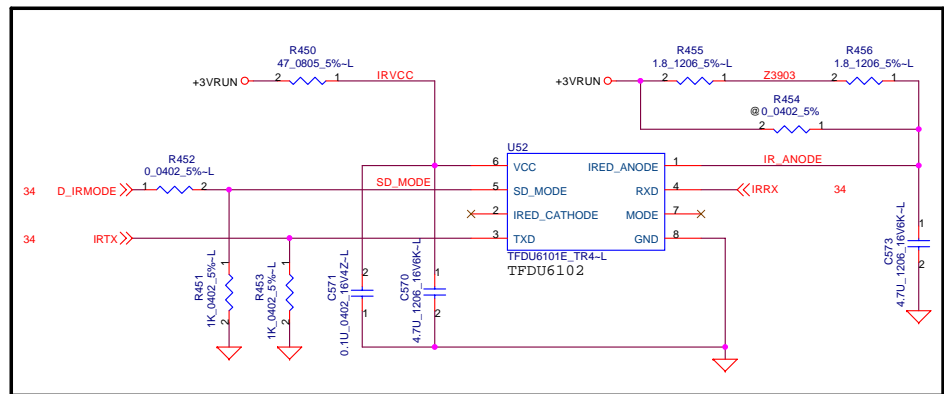 R450
47_0805_5%~L
+3VRUN
2
1
IRVCC
R455
1.8_1206_5%~L
R456
1.8_1206_5%~L
+3VRUN
2
1
Z3903
2
1
R454
@0_0402_5%
2
1
U52
R452
0_0402_5%~L
6
VCC
IRED_ANODE
1
IR_ANODE
34
D_IRMODE
1
2
SD_MODE
5
SD_MODE
RXD
4
IRRX
34
2
IRED_CATHODE
MODE
7
34
IRTX
3
TXD
GND
8
TFDU6101E_TR4~L
TFDU6102
1
R451
1K_0402_5%~L
2
1
R453
1K_0402_5%~L
2
2
C571
0.1U_0402_16V4Z~L
1
1
C570
4.7U_1206_16V6K~L
2
1
C573
4.7U_1206_16V6K~L
2